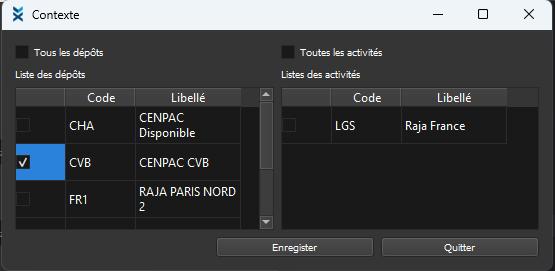 Contexte
Tous les dépôts
Toutes les activités
Liste des dépôts
Listes des activités
Code Libellé
Code Libellé
CHA CENPAC Disponible
LGS Raja France
CVB CENPAC CVB
FR1 RAJA PARIS NORD 2
Enregister
Quitter